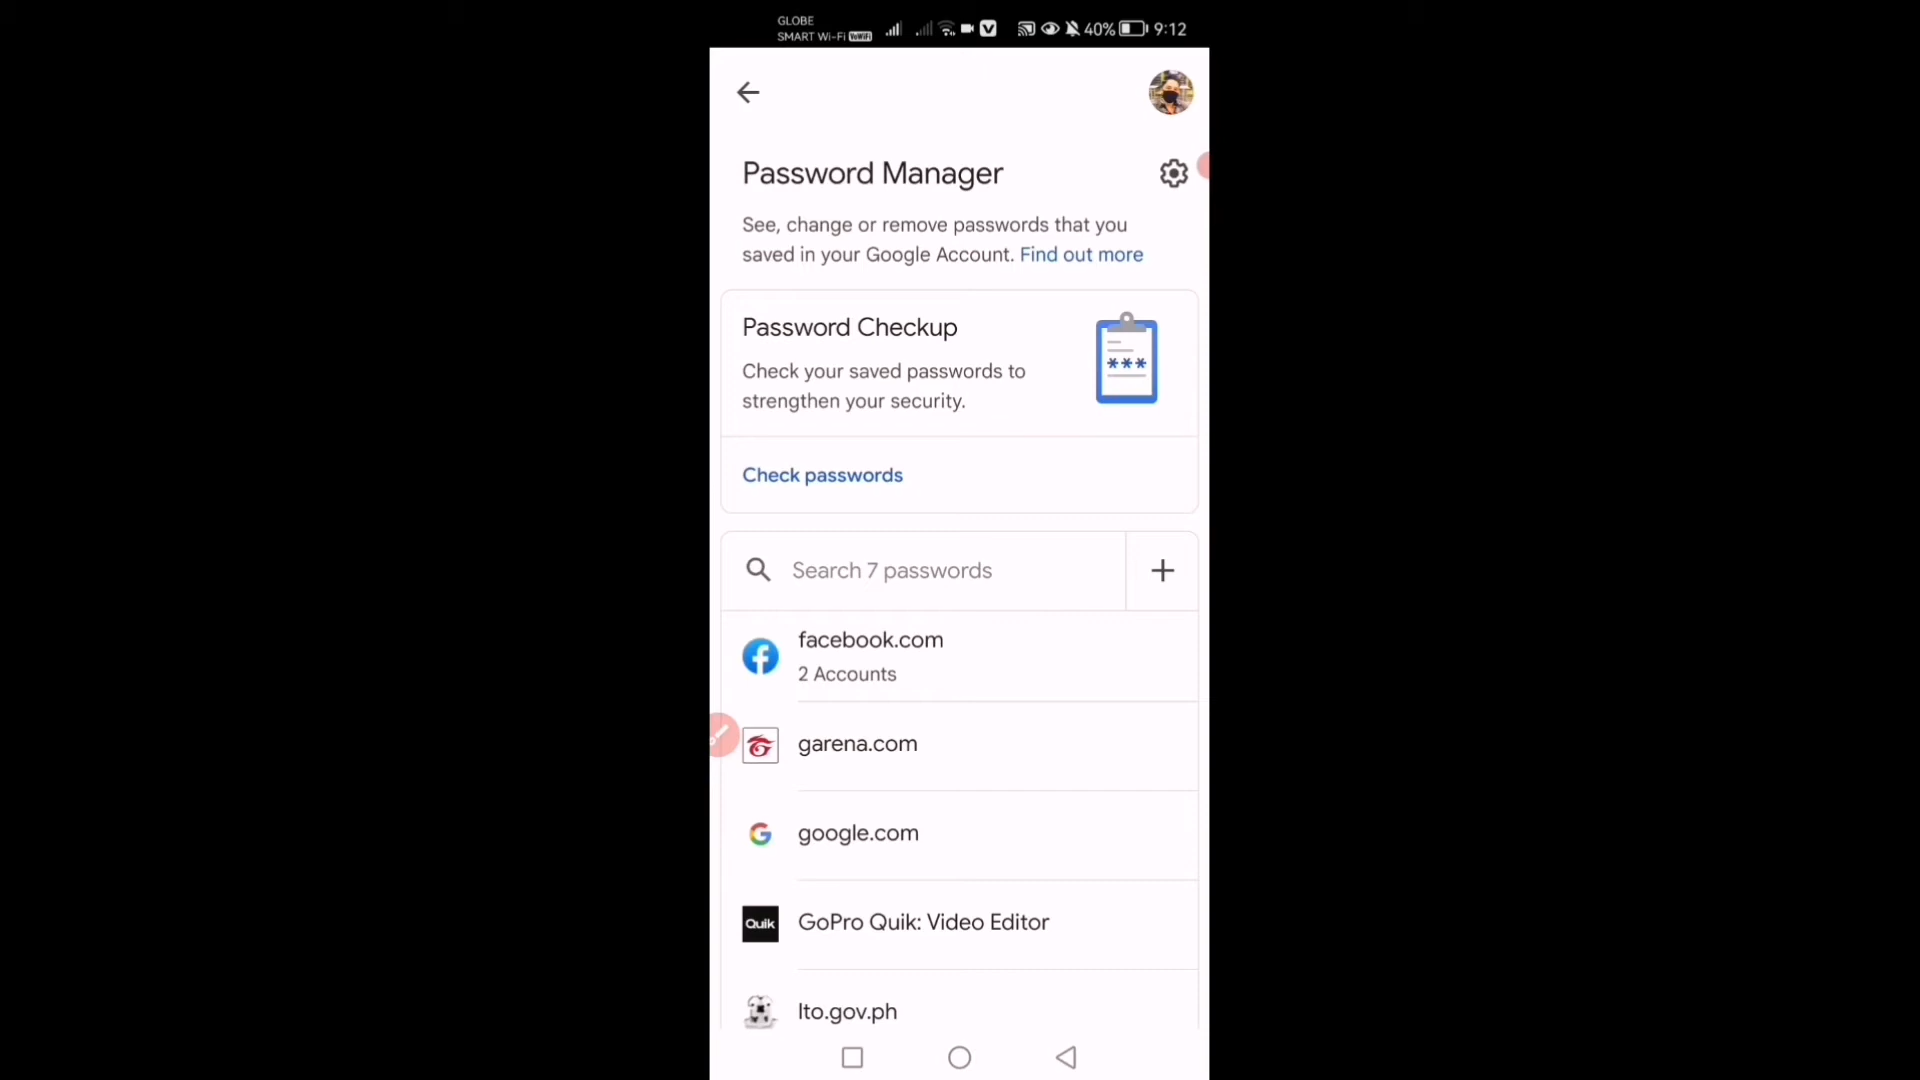 GLOBE
SMART Wi-Fi VoWiFi
40% 9:12
Password Manager
See, change or remove passwords that you
saved in your Google Account. Find out more
Password Checkup
Check your saved passwords to
strengthen your security.
***
Check passwords
Search 7 passwords
facebook.com
2 Accounts
garena.com
google.com
Quik GoPro Quik: Video Editor
lto.gov.ph